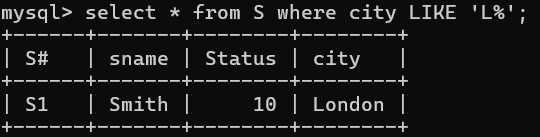 mysql> select * from S where city LIKE 'L%';
+------+-------+--------+--------+
| S#   | sname | Status | city   |
+------+-------+--------+--------+
| S1   | Smith |     10 | London |
+------+-------+--------+--------+